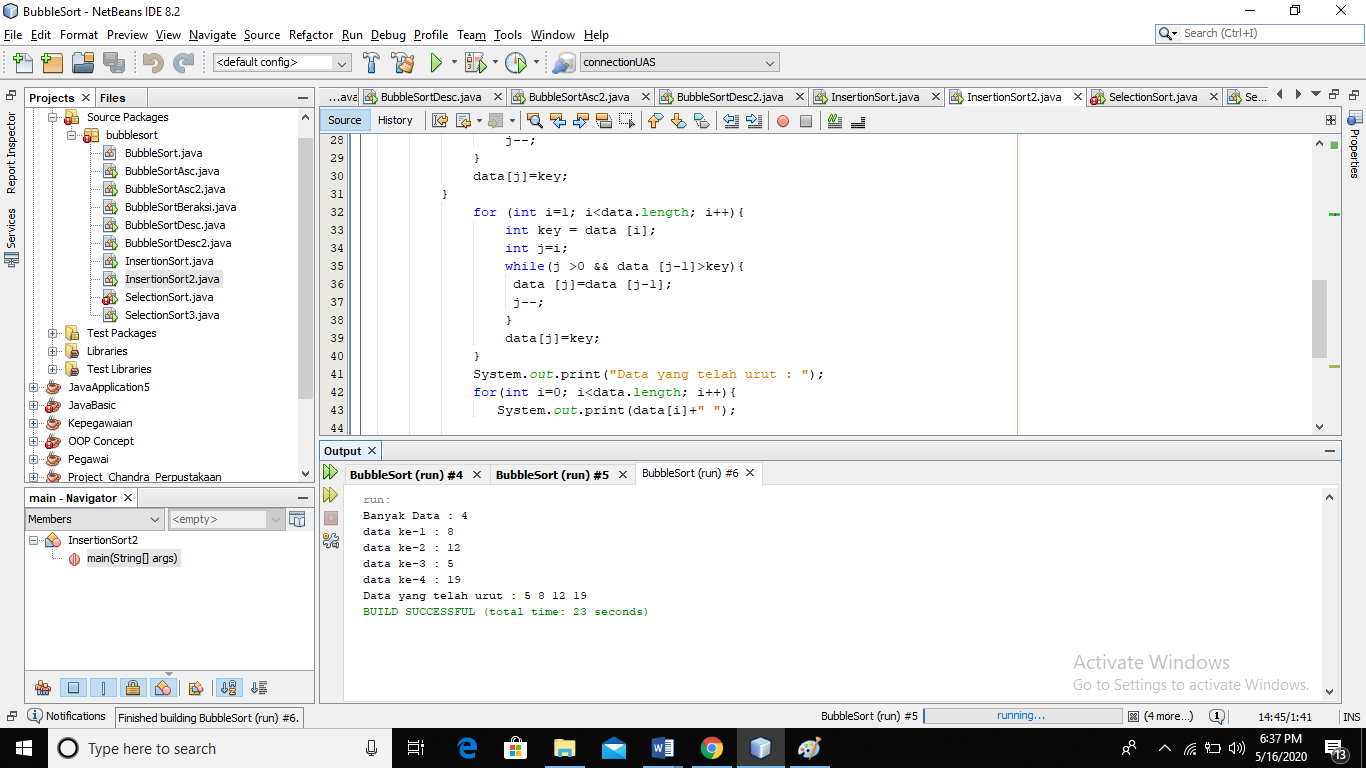 BubbleSort - NetBeans IDE 8.2
File Edit Format Preview View Navigate Source Refactor Run Debug Profile Team Tools Window Help
Search (Ctrl+I)
<default config>
connectionUAS
Projects Files
Report Inspector
Services
Source Packages
bubblesort
BubbleSort.java
BubbleSortAsc.java
BubbleSortAsc2.java
BubbleSortBeraksi.java
BubbleSortDesc.java
BubbleSortDesc2.java
InsertionSort.java
InsertionSort2.java
SelectionSort.java
SelectionSort3.java
Test Packages
Libraries
Test Libraries
JavaApplication5
JavaBasic
Kepegawaian
OOP Concept
Pegawai
Project_Chandra_Perpustakaan
...ava BubbleSortDesc.java BubbleSortAsc2.java BubbleSortDesc2.java InsertionSort.java InsertionSort2.java SelectionSort.java Se...
Source History
Properties
28 j--;
29 }
30 data[j]=key;
31 }
32 for (int i=1; i<data.length; i++){
33 int key = data [i];
34 int j=i;
35 while(j >0 && data [j-1]>key){
36 data [j]=data [j-1];
37 j--;
38 }
39 data[j]=key;
40 }
41 System.out.print("Data yang telah urut : ");
42 for(int i=0; i<data.length; i++){
43 System.out.print(data[i]+" ");
44
main - Navigator
Members <empty>
InsertionSort2
main(String[] args)
Output
BubbleSort (run) #4 BubbleSort (run) #5 BubbleSort (run) #6
run:
Banyak Data : 4
data ke-1 : 8
data ke-2 : 12
data ke-3 : 5
data ke-4 : 19
Data yang telah urut : 5 8 12 19
BUILD SUCCESSFUL (total time: 23 seconds)
Activate Windows
Go to Settings to activate Windows.
Notifications Finished building BubbleSort (run) #6.
BubbleSort (run) #5 running... (4 more...) 1 14:45/1:41 INS
Type here to search
6:37 PM
5/16/2020
13